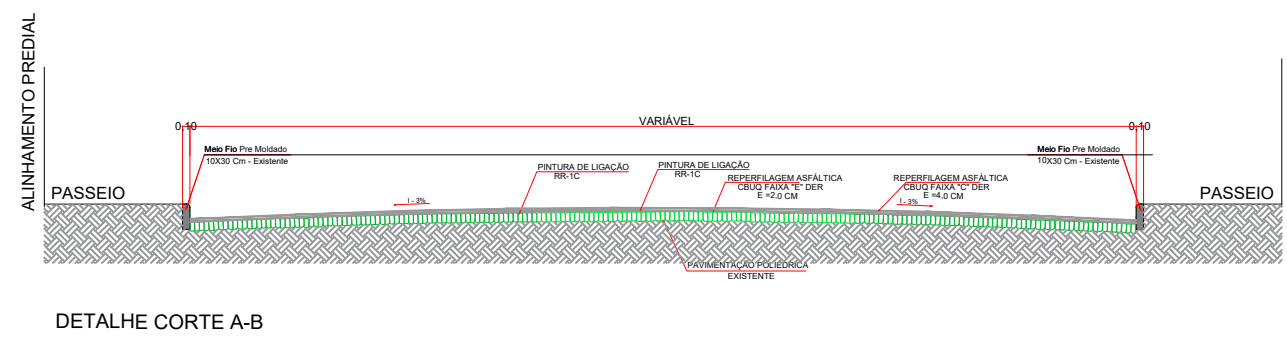 ALINHAMENTO PREDIAL
VARIÁVEL
0,10
0,10
Meio Fio Pre Moldado
10X30 Cm - Existente
Meio Fio Pre Moldado
10X30 Cm - Existente
PINTURA DE LIGAÇÃO
RR-1C
PINTURA DE LIGAÇÃO
RR-1C
REPERFILAGEM ASFÁLTICA
CBUQ FAIXA "E" DER
E =2,0 CM
REPERFILAGEM ASFÁLTICA
CBUQ FAIXA "C" DER
E =4,0 CM
PASSEIO
PASSEIO
I - 3%
I - 3%
PAVIMENTAÇÃO POLIÉDRICA
EXISTENTE
DETALHE CORTE A-B